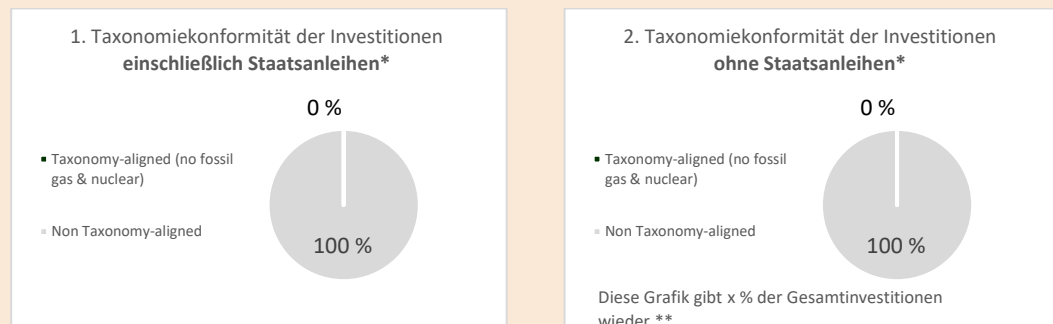 1. Taxonomiekonformität der Investitionen
einschließlich Staatsanleihen*
0 %
Taxonomy-aligned (no fossil
gas & nuclear)
Non Taxonomy-aligned
100 %
2. Taxonomiekonformität der Investitionen
ohne Staatsanleihen*
0 %
Taxonomy-aligned (no fossil
gas & nuclear)
Non Taxonomy-aligned
100 %
Diese Grafik gibt x % der Gesamtinvestitionen
wieder.**